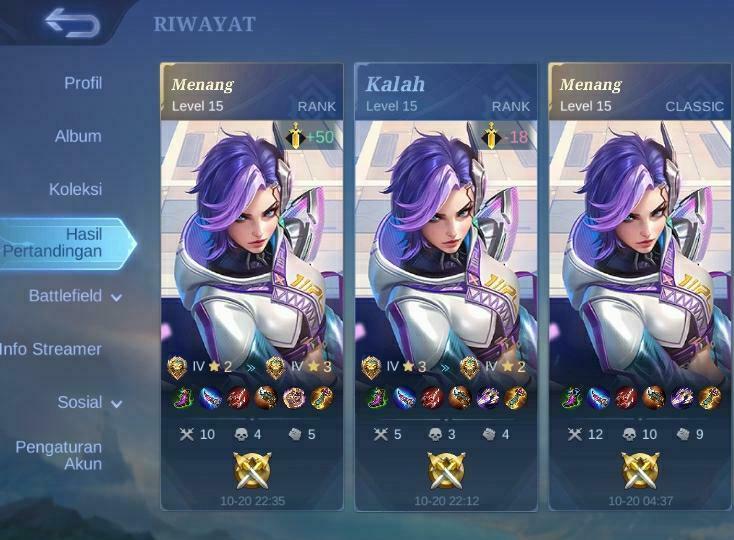 RIWAYAT
Profil
Album
Koleksi
Hasil
Pertandingan
Battlefield
Info Streamer
Sosial
Pengaturan
Akun
Menang
Level 15 RANK
+50
IV 2 » IV 3
10 4 5
10-20 22:35
Kalah
Level 15 RANK
-18
IV 3 » IV 2
5 3 4
10-20 22:12
Menang
Level 15 CLASSIC
12 10 9
10-20 04:37